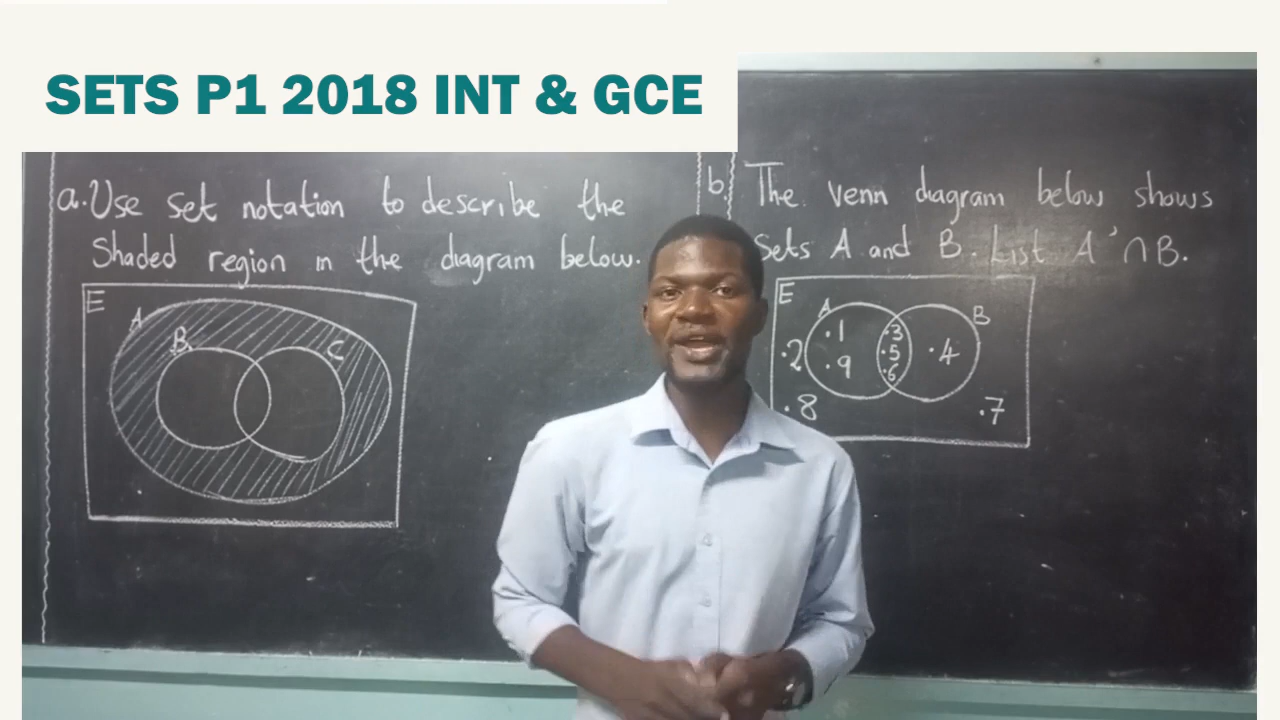 SETS P1 2018 INT & GCE
a. Use set notation to describe the
Shaded region in the diagram below.
E
A
B
C
b. The venn diagram below shows
Sets A and B. List A' ∩ B.
E
A
B
.1
.3
.2
.5
.4
.9
.6
.8
.7